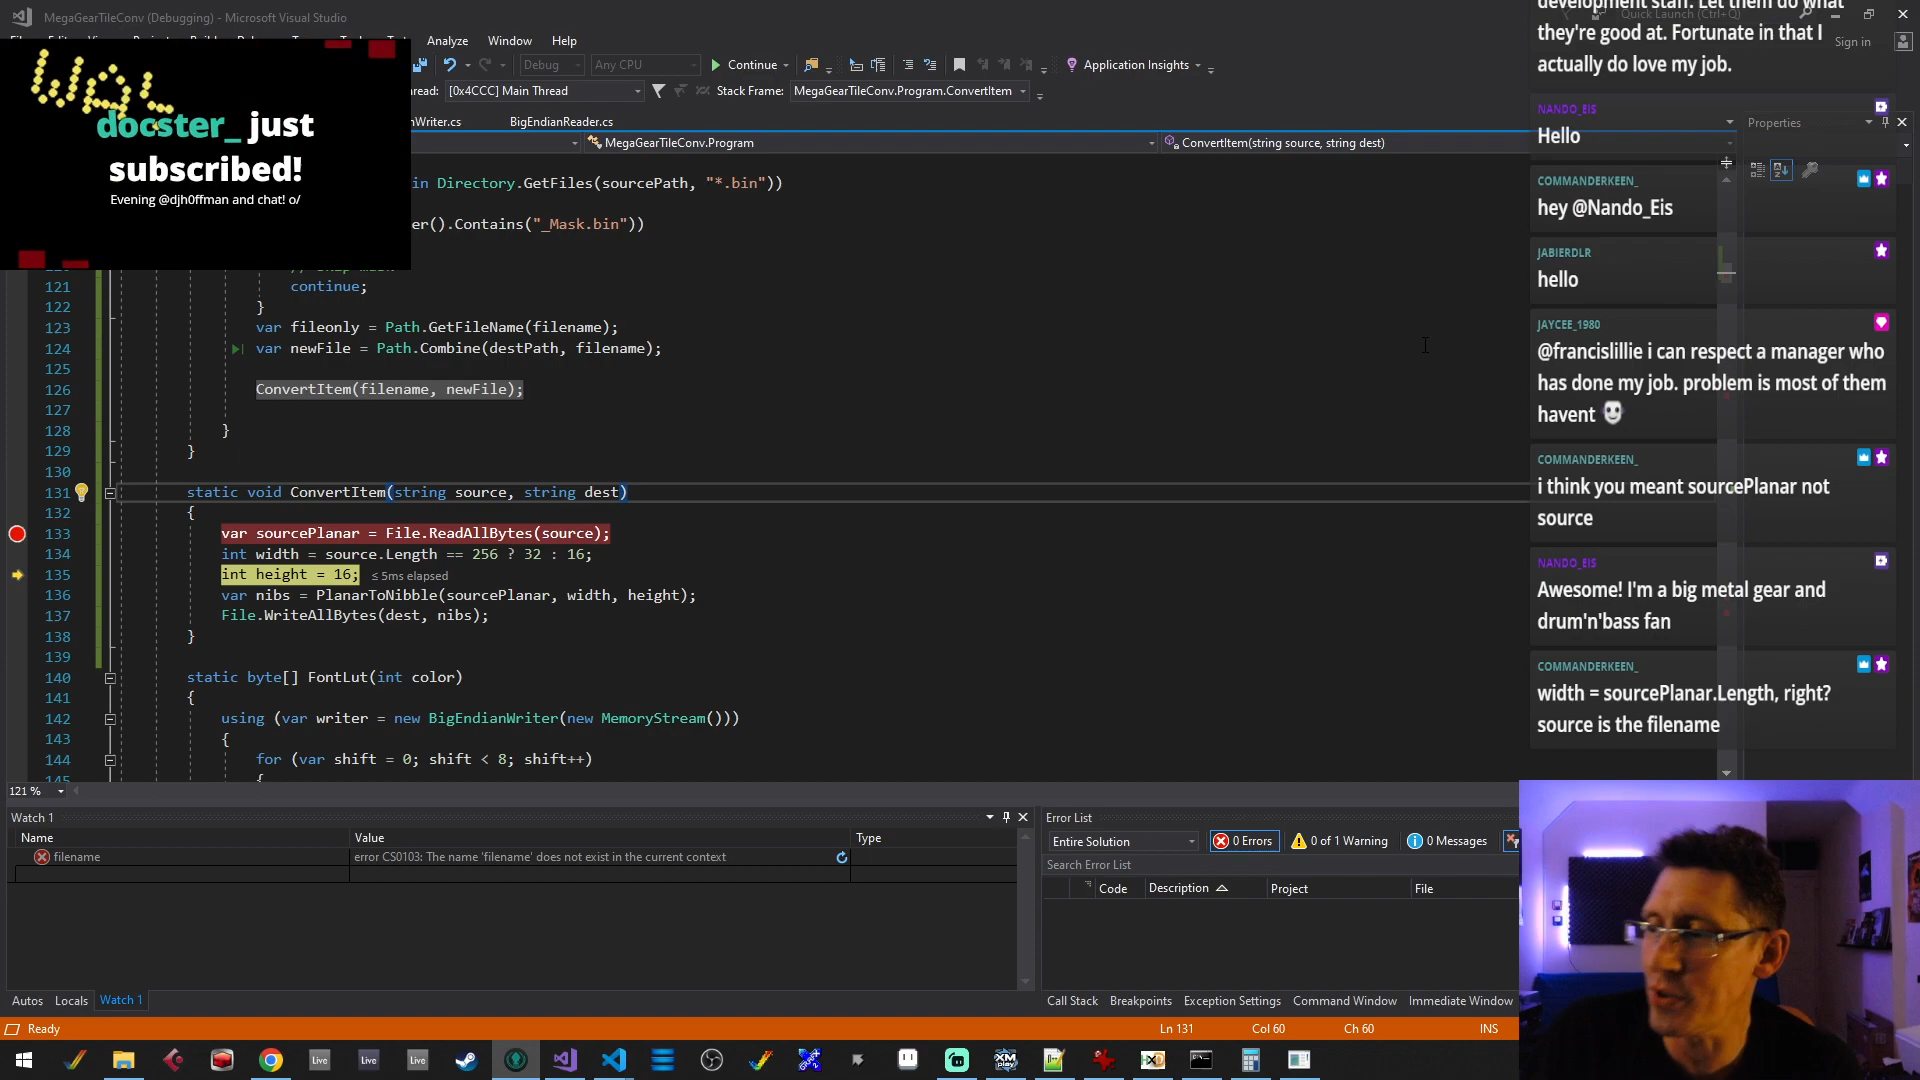 MegaGearTileConv (Debugging) - Microsoft Visual Studio
Quick Launch (Ctrl+Q)
Analyze Window Help
Sign in
Debug Any CPU Continue Application Insights
[0x4CCC] Main Thread Stack Frame: MegaGearTileConv.Program.ConvertItem
docster_ just
subscribed!
Evening @djh0ffman and chat! o/
Writer.cs BigEndianReader.cs
MegaGearTileConv.Program ConvertItem(string source, string dest)
Properties
in Directory.GetFiles(sourcePath, "*.bin"))
er().Contains("_Mask.bin"))
121 continue;
122 }
123 var fileonly = Path.GetFileName(filename);
124 var newFile = Path.Combine(destPath, filename);
125
126 ConvertItem(filename, newFile);
127
128 }
129 }
130
131 static void ConvertItem(string source, string dest)
132 {
133 var sourcePlanar = File.ReadAllBytes(source);
134 int width = source.Length == 256 ? 32 : 16;
135 int height = 16; ≤ 5ms elapsed
136 var nibs = PlanarToNibble(sourcePlanar, width, height);
137 File.WriteAllBytes(dest, nibs);
138 }
139
140 static byte[] FontLut(int color)
141 {
142 using (var writer = new BigEndianWriter(new MemoryStream()))
143 {
144 for (var shift = 0; shift < 8; shift++)
145 {
121 %
development staff. Let them do what
they're good at. Fortunate in that I
actually do love my job.
NANDO_EIS
Hello
COMMANDERKEEN_
hey @Nando_Eis
JABIERDLR
hello
JAYCEE_1980
@francislillie i can respect a manager who
has done my job. problem is most of them
havent
COMMANDERKEEN_
i think you meant sourcePlanar not
source
NANDO_EIS
Awesome! I'm a big metal gear and
drum'n'bass fan
COMMANDERKEEN_
width = sourcePlanar.Length, right?
source is the filename
Watch 1
Name Value Type
filename error CS0103: The name 'filename' does not exist in the current context
Autos Locals Watch 1
Error List
Entire Solution 0 Errors 0 of 1 Warning 0 Messages
Search Error List
Code Description Project File
Call Stack Breakpoints Exception Settings Command Window Immediate Window
Ready Ln 131 Col 60 Ch 60 INS
Live Live Live